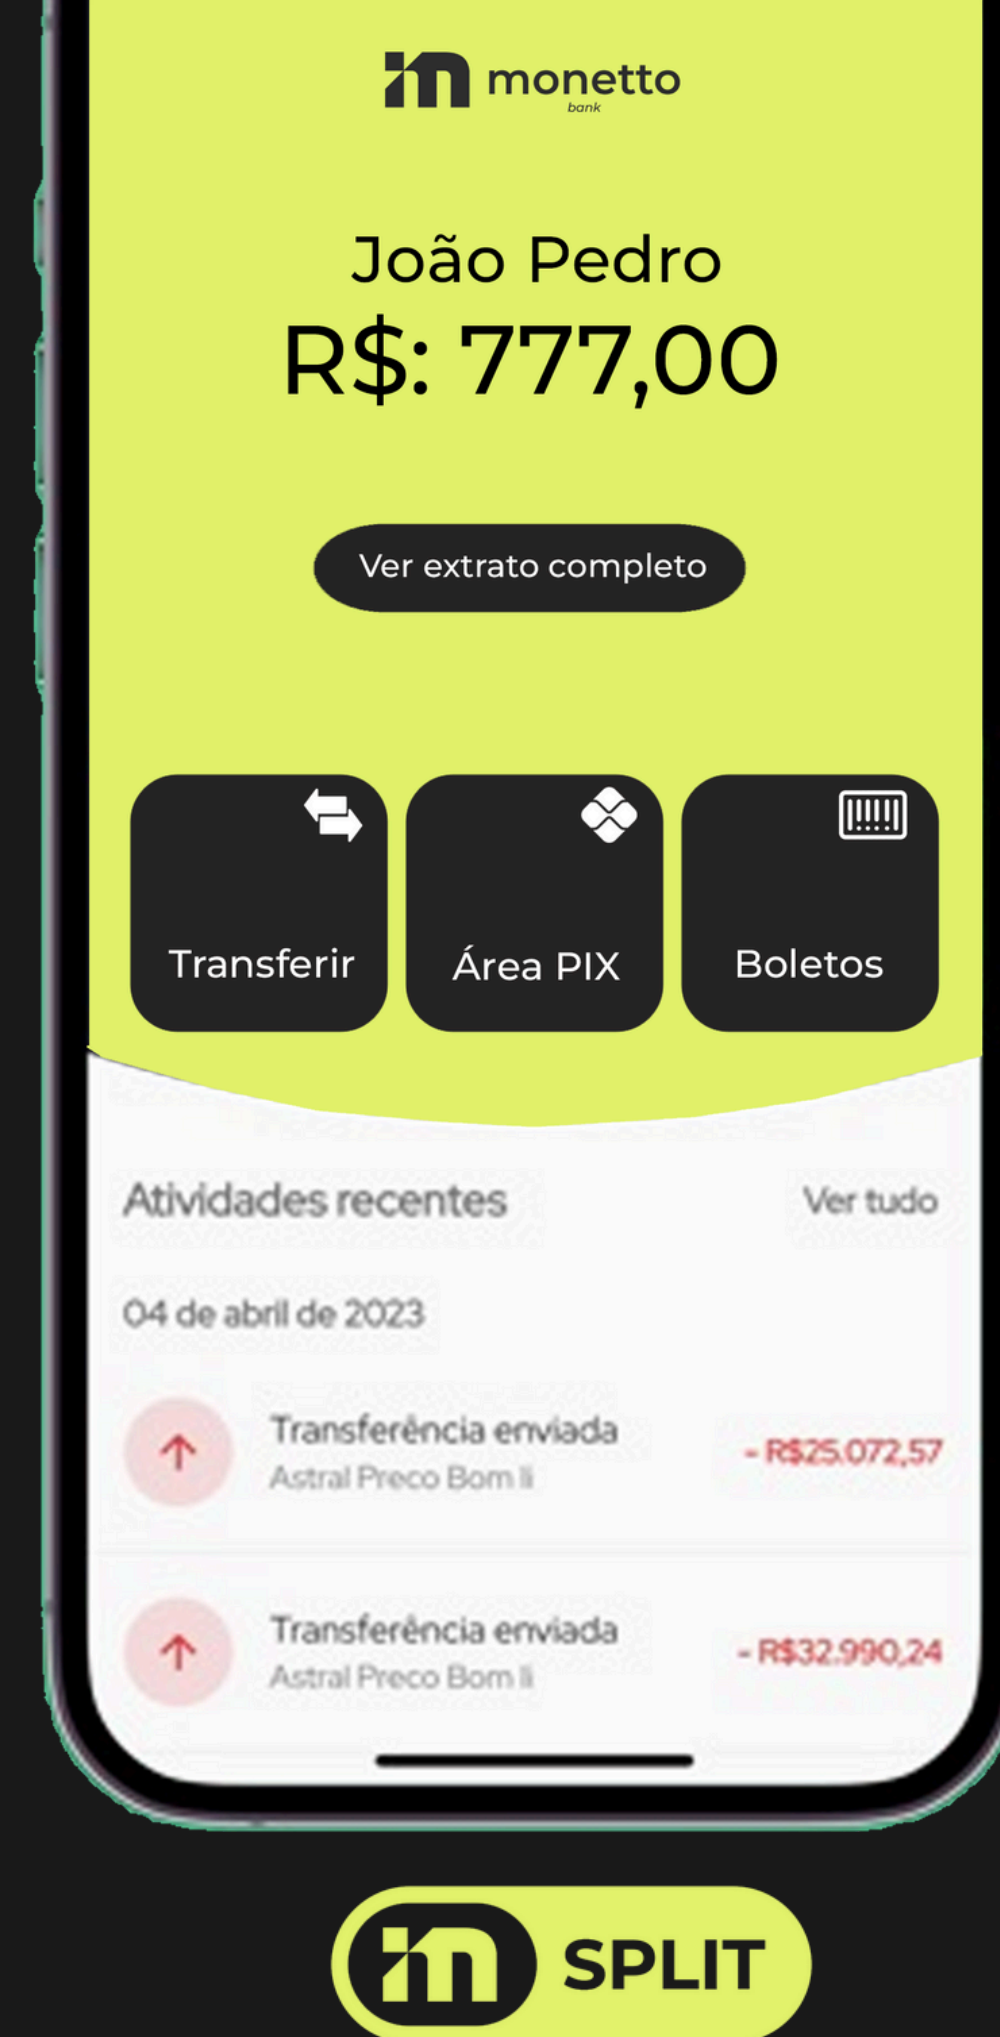 monetto
bank
João Pedro
R$: 777,00
Ver extrato completo
Transferir
Área PIX
Boletos
Atividades recentes
Ver tudo
04 de abril de 2023
Transferência enviada
- R$25.072,57
Astral Preco Bom li
Transferência enviada
- R$32.990,24
Astral Preco Bom li
SPLIT